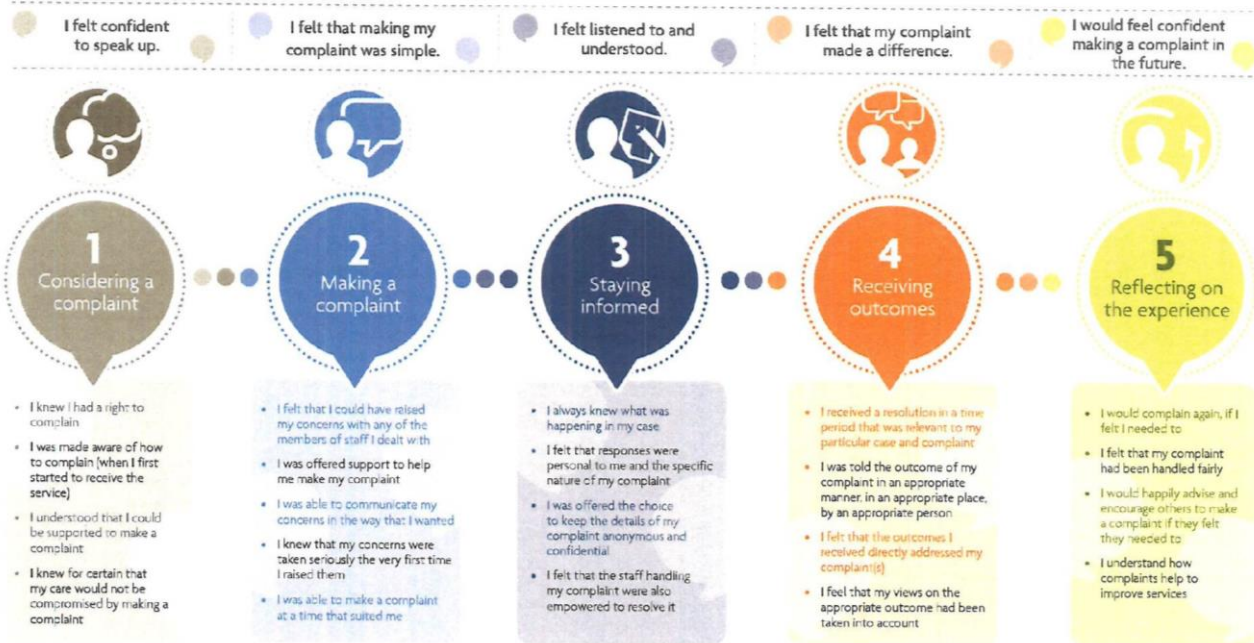 I felt confident
to speak up.
I felt that making my
complaint was simple.
I felt listened to and
understood.
I felt that my complaint
made a difference.
I would feel confident
making a complaint in
the future.
1
Considering a
complaint
2
Making a
complaint
3
Staying
informed
4
Receiving
outcomes
5
Reflecting on
the experience
• I knew I had a right to
complain
• I was made aware of how
to complain (when I first
started to receive the
service)
• I understood that I could
be supported to make a
complaint
• I knew for certain that
my care would not be
compromised by making a
complaint
• I felt that I could have raised
my concerns with any of the
members of staff I dealt with
• I was offered support to help
me make my complaint
• I was able to communicate my
concerns in the way that I wanted
• I knew that my concerns were
taken seriously the very first time
I raised them
• I was able to make a complaint
at a time that suited me
• I always knew what was
happening in my case
• I felt that responses were
personal to me and the specific
nature of my complaint
• I was offered the choice
to keep the details of my
complaint anonymous and
confidential
• I felt that the staff handling
my complaint were also
empowered to resolve it
• I received a resolution in a time
period that was relevant to my
particular case and complaint
• I was told the outcome of my
complaint in an appropriate
manner, in an appropriate place,
by an appropriate person
• I felt that the outcomes I
received directly addressed my
complaint(s)
• I feel that my views on the
appropriate outcome had been
taken into account
• I would complain again, if I
felt I needed to
• I felt that my complaint
had been handled fairly
• I would happily advise and
encourage others to make
a complaint if they felt
they needed to
• I understand how
complaints help to
improve services